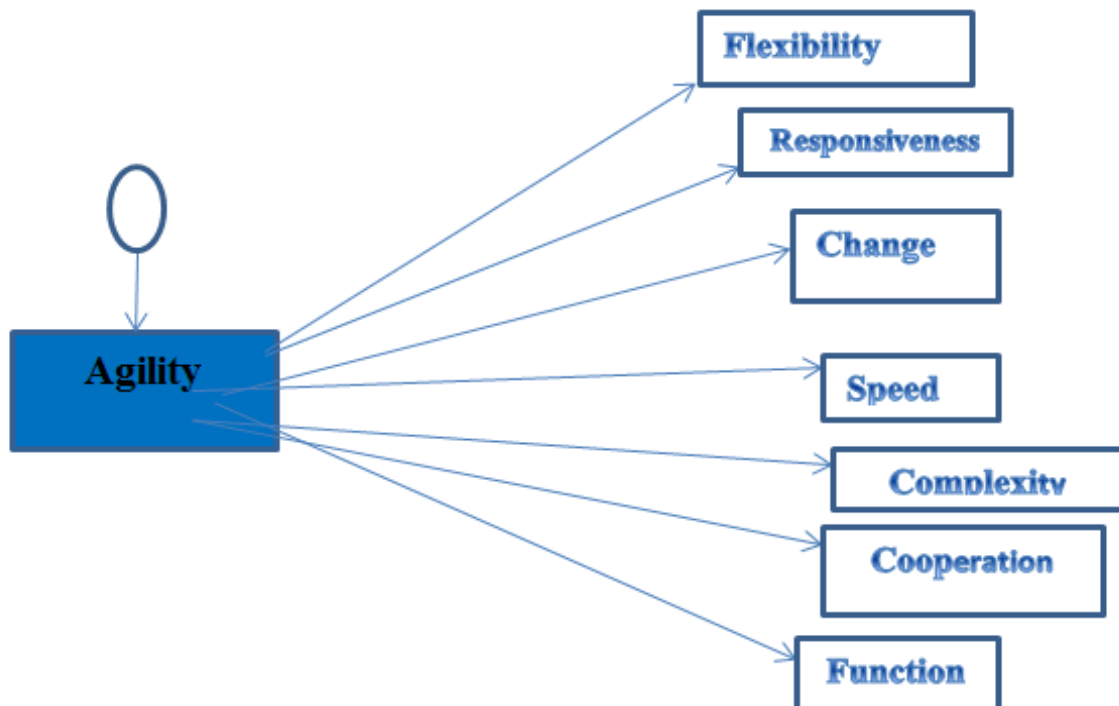 Flexibility
Responsiveness
Change
Agility
Speed
Complexity
Cooperation
Function